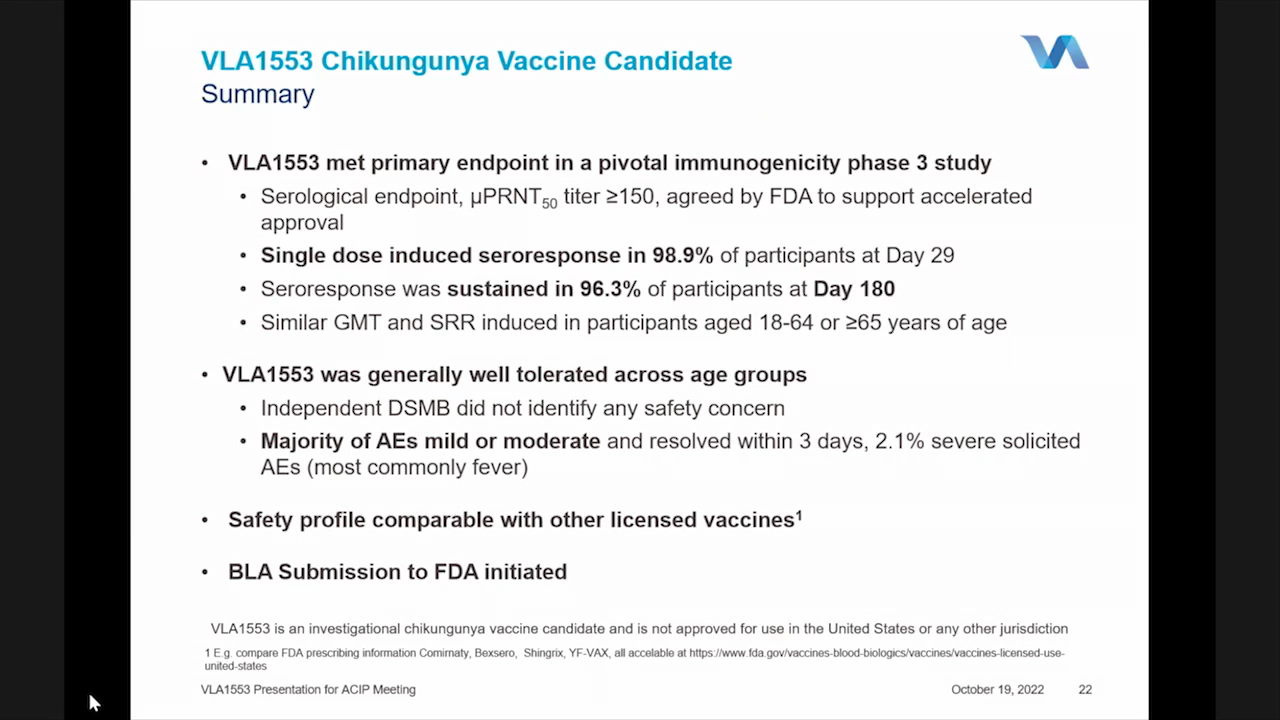 VLA1553 Chikungunya Vaccine Candidate
Summary
• VLA1553 met primary endpoint in a pivotal immunogenicity phase 3 study
• Serological endpoint, µPRNT50 titer ≥150, agreed by FDA to support accelerated
approval
• Single dose induced seroresponse in 98.9% of participants at Day 29
• Seroresponse was sustained in 96.3% of participants at Day 180
• Similar GMT and SRR induced in participants aged 18-64 or ≥65 years of age
• VLA1553 was generally well tolerated across age groups
• Independent DSMB did not identify any safety concern
• Majority of AEs mild or moderate and resolved within 3 days, 2.1% severe solicited
AEs (most commonly fever)
• Safety profile comparable with other licensed vaccines1
• BLA Submission to FDA initiated
VLA1553 is an investigational chikungunya vaccine candidate and is not approved for use in the United States or any other jurisdiction
1 E.g. compare FDA prescribing information Comirnaty, Bexsero, Shingrix, YF-VAX, all accelable at https://www.fda.gov/vaccines-blood-biologics/vaccines/vaccines-licensed-use-
united-states
VLA1553 Presentation for ACIP Meeting
October 19, 2022 22